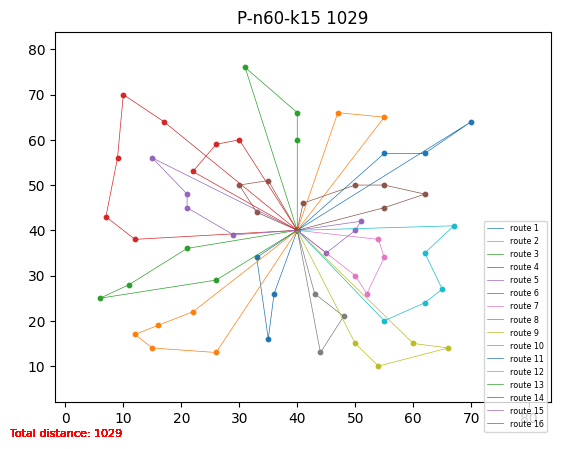 P-n60-k15 1029
80
70
60
50
40
30
20
10
0 10 20 30 40 50 60 70 80
route 1
route 2
route 3
route 4
route 5
route 6
route 7
route 8
route 9
route 10
route 11
route 12
route 13
route 14
route 15
route 16
Total distance: 1029